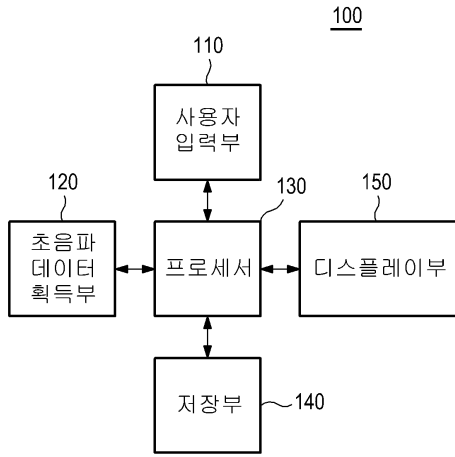 100
110
사용자
입력부
120
130
150
초음파
데이터
획득부
프로세서
디스플레이부
저장부
140